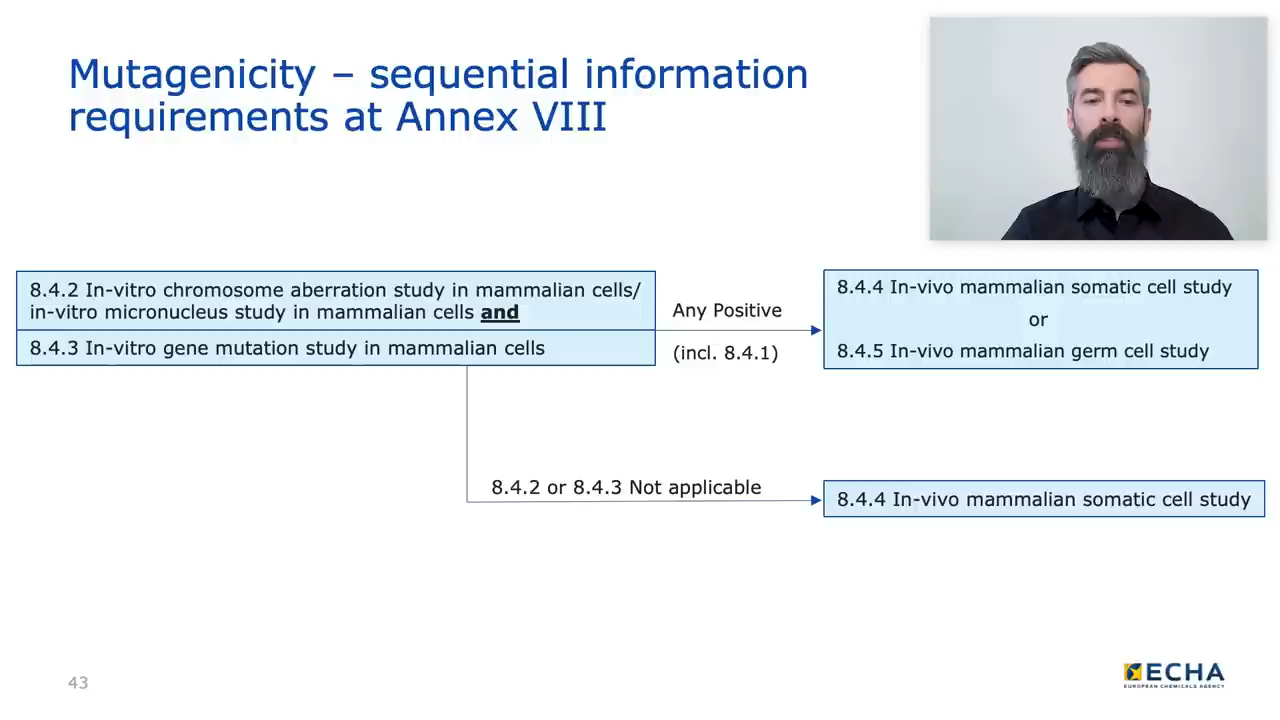 Mutagenicity – sequential information
requirements at Annex VIII
8.4.2 In-vitro chromosome aberration study in mammalian cells/
in-vitro micronucleus study in mammalian cells and
8.4.3 In-vitro gene mutation study in mammalian cells
Any Positive
(incl. 8.4.1)
8.4.4 In-vivo mammalian somatic cell study
or
8.4.5 In-vivo mammalian germ cell study
8.4.2 or 8.4.3 Not applicable
8.4.4 In-vivo mammalian somatic cell study
43
ECHA
EUROPEAN CHEMICALS AGENCY